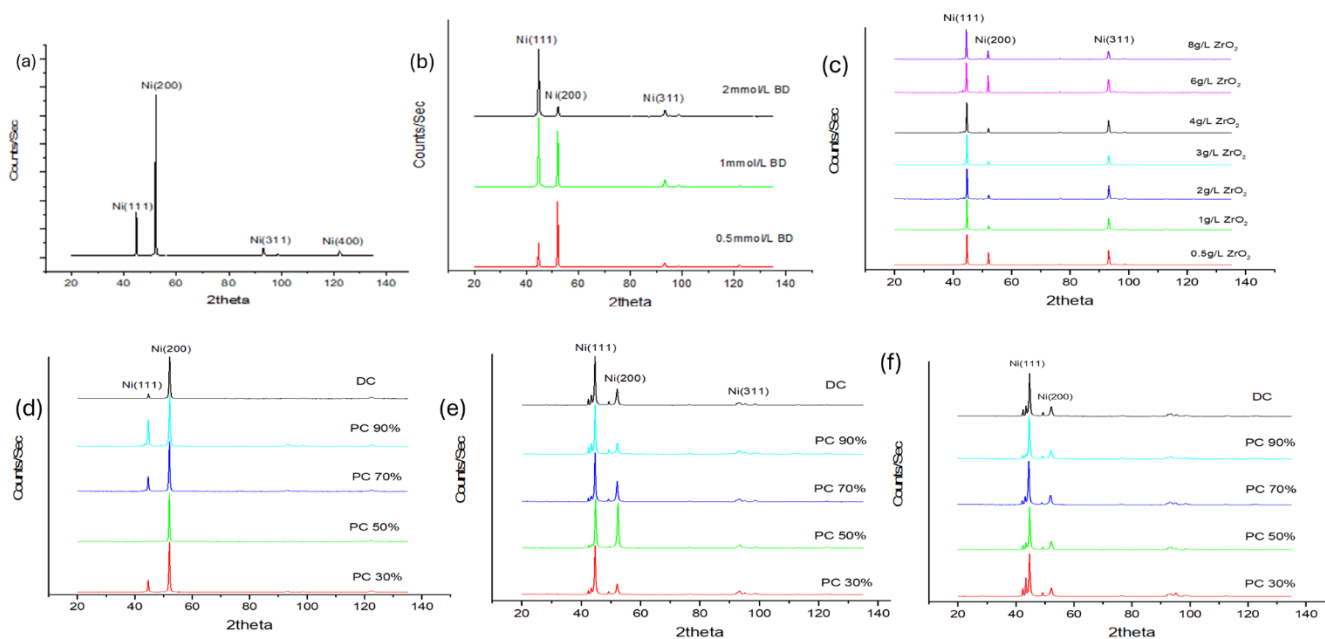 (a)
Ni(200)
Ni(111)
Ni(311)
Ni(400)
Counts/Sec
20 40 60 80 100 120 140
2theta
(b)
Ni(111)
Ni(200)
Ni(311)
2mmol/L BD
1mmol/L BD
0.5mmol/L BD
Counts/Sec
20 40 60 80 100 120 140
2theta
(c)
Ni(111)
Ni(200)
Ni(311)
8g/L ZrO₂
6g/L ZrO₂
4g/L ZrO₂
3g/L ZrO₂
2g/L ZrO₂
1g/L ZrO₂
0.5g/L ZrO₂
Counts/Sec
20 40 60 80 100 120 140
2theta
(d)
Ni(200)
Ni(111)
DC
PC 90%
PC 70%
PC 50%
PC 30%
Counts/Sec
20 40 60 80 100 120 140
2theta
(e)
Ni(111)
Ni(200)
Ni(311)
DC
PC 90%
PC 70%
PC 50%
PC 30%
Counts/Sec
20 40 60 80 100 120 140
2theta
(f)
Ni(111)
Ni(200)
DC
PC 90%
PC 70%
PC 50%
PC 30%
Counts/Sec
20 40 60 80 100 120 140
2theta